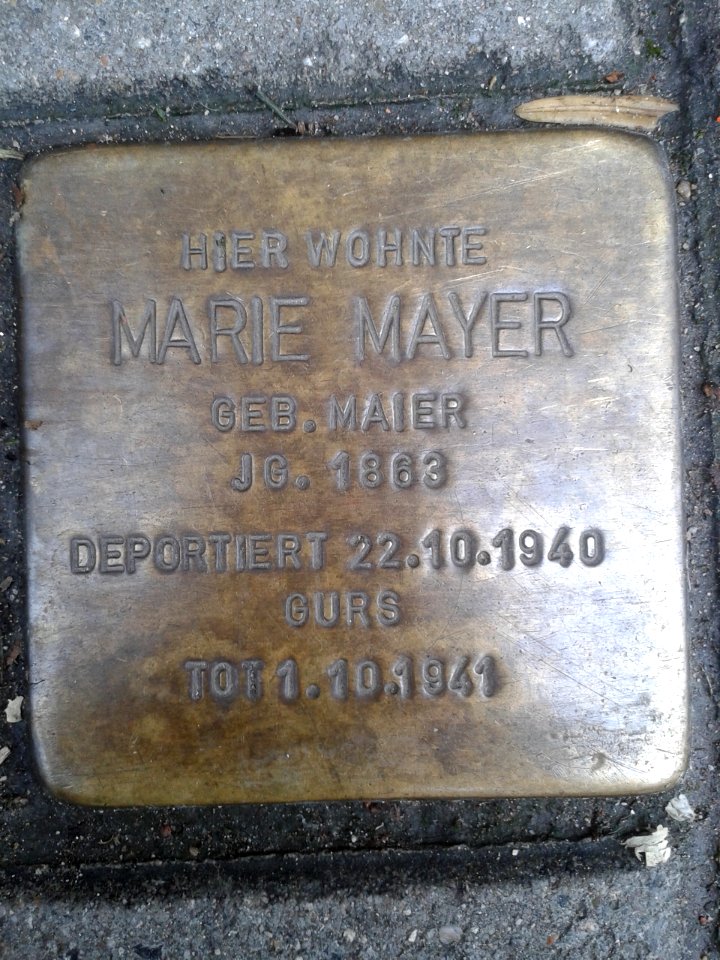 HIER WOHNTE
MARIE MAYER
GEB. MAIER
JG. 1863
DEPORTIERT 22.10.1940
GURS
TOT 1.10.1941